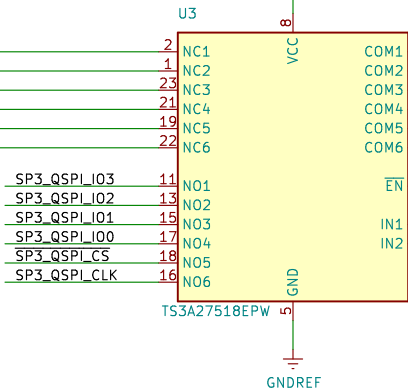 U3
8
VCC
2 NC1 COM1
1 NC2 COM2
23 NC3 COM3
21 NC4 COM4
19 NC5 COM5
22 NC6 COM6
SP3_QSPI_IO3 11 NO1 EN
SP3_QSPI_IO2 13 NO2
SP3_QSPI_IO1 15 NO3 IN1
SP3_QSPI_IO0 17 NO4 IN2
SP3_QSPI_CS 18 NO5
SP3_QSPI_CLK 16 NO6
GND
TS3A27518EPW 5
GNDREF